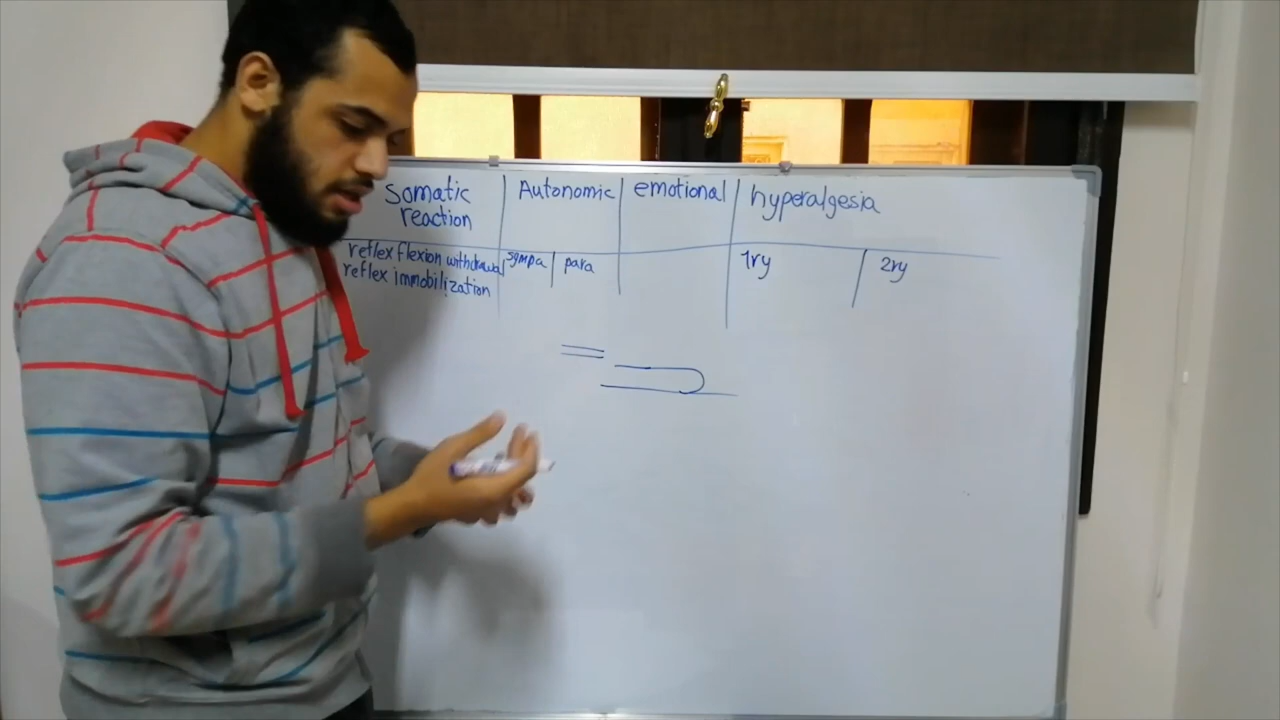 Somatic reaction
Autonomic
emotional
hyperalgesia
reflex flexion withdrawal
reflex immobilization
sympa
para
1ry
2ry